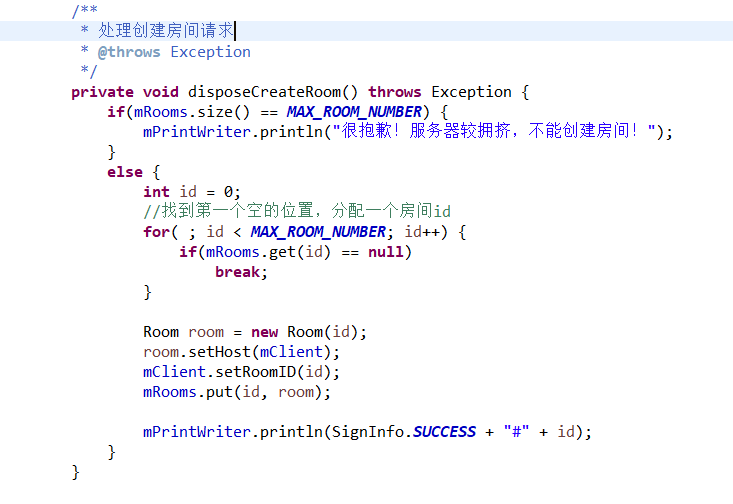 /**
 * 处理创建房间请求
 * @throws Exception
 */
private void disposeCreateRoom() throws Exception {
    if(mRooms.size() == MAX_ROOM_NUMBER) {
        mPrintWriter.println("很抱歉！服务器较拥挤，不能创建房间！");
    }
    else {
        int id = 0;
        //找到第一个空的位置，分配一个房间id
        for( ; id < MAX_ROOM_NUMBER; id++) {
            if(mRooms.get(id) == null)
                break;
        }
        Room room = new Room(id);
        room.setHost(mClient);
        mClient.setRoomID(id);
        mRooms.put(id, room);
        mPrintWriter.println(SignInfo.SUCCESS + "#" + id);
    }
}